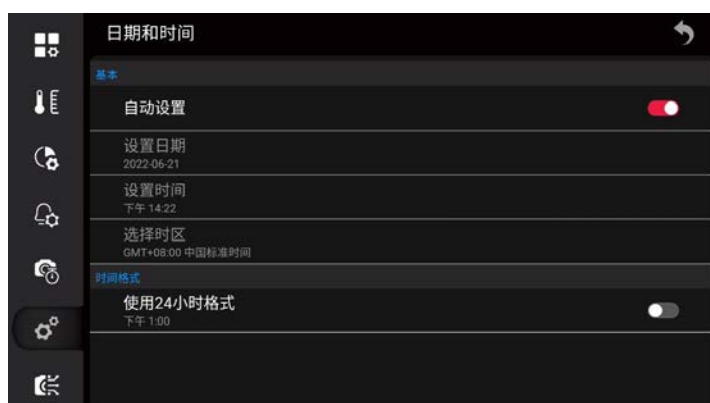 日期和时间
基本
自动设置
设置日期
2022-06-21
设置时间
下午 14:22
选择时区
GMT+08:00 中国标准时间
时间格式
使用24小时格式
下午 1:00